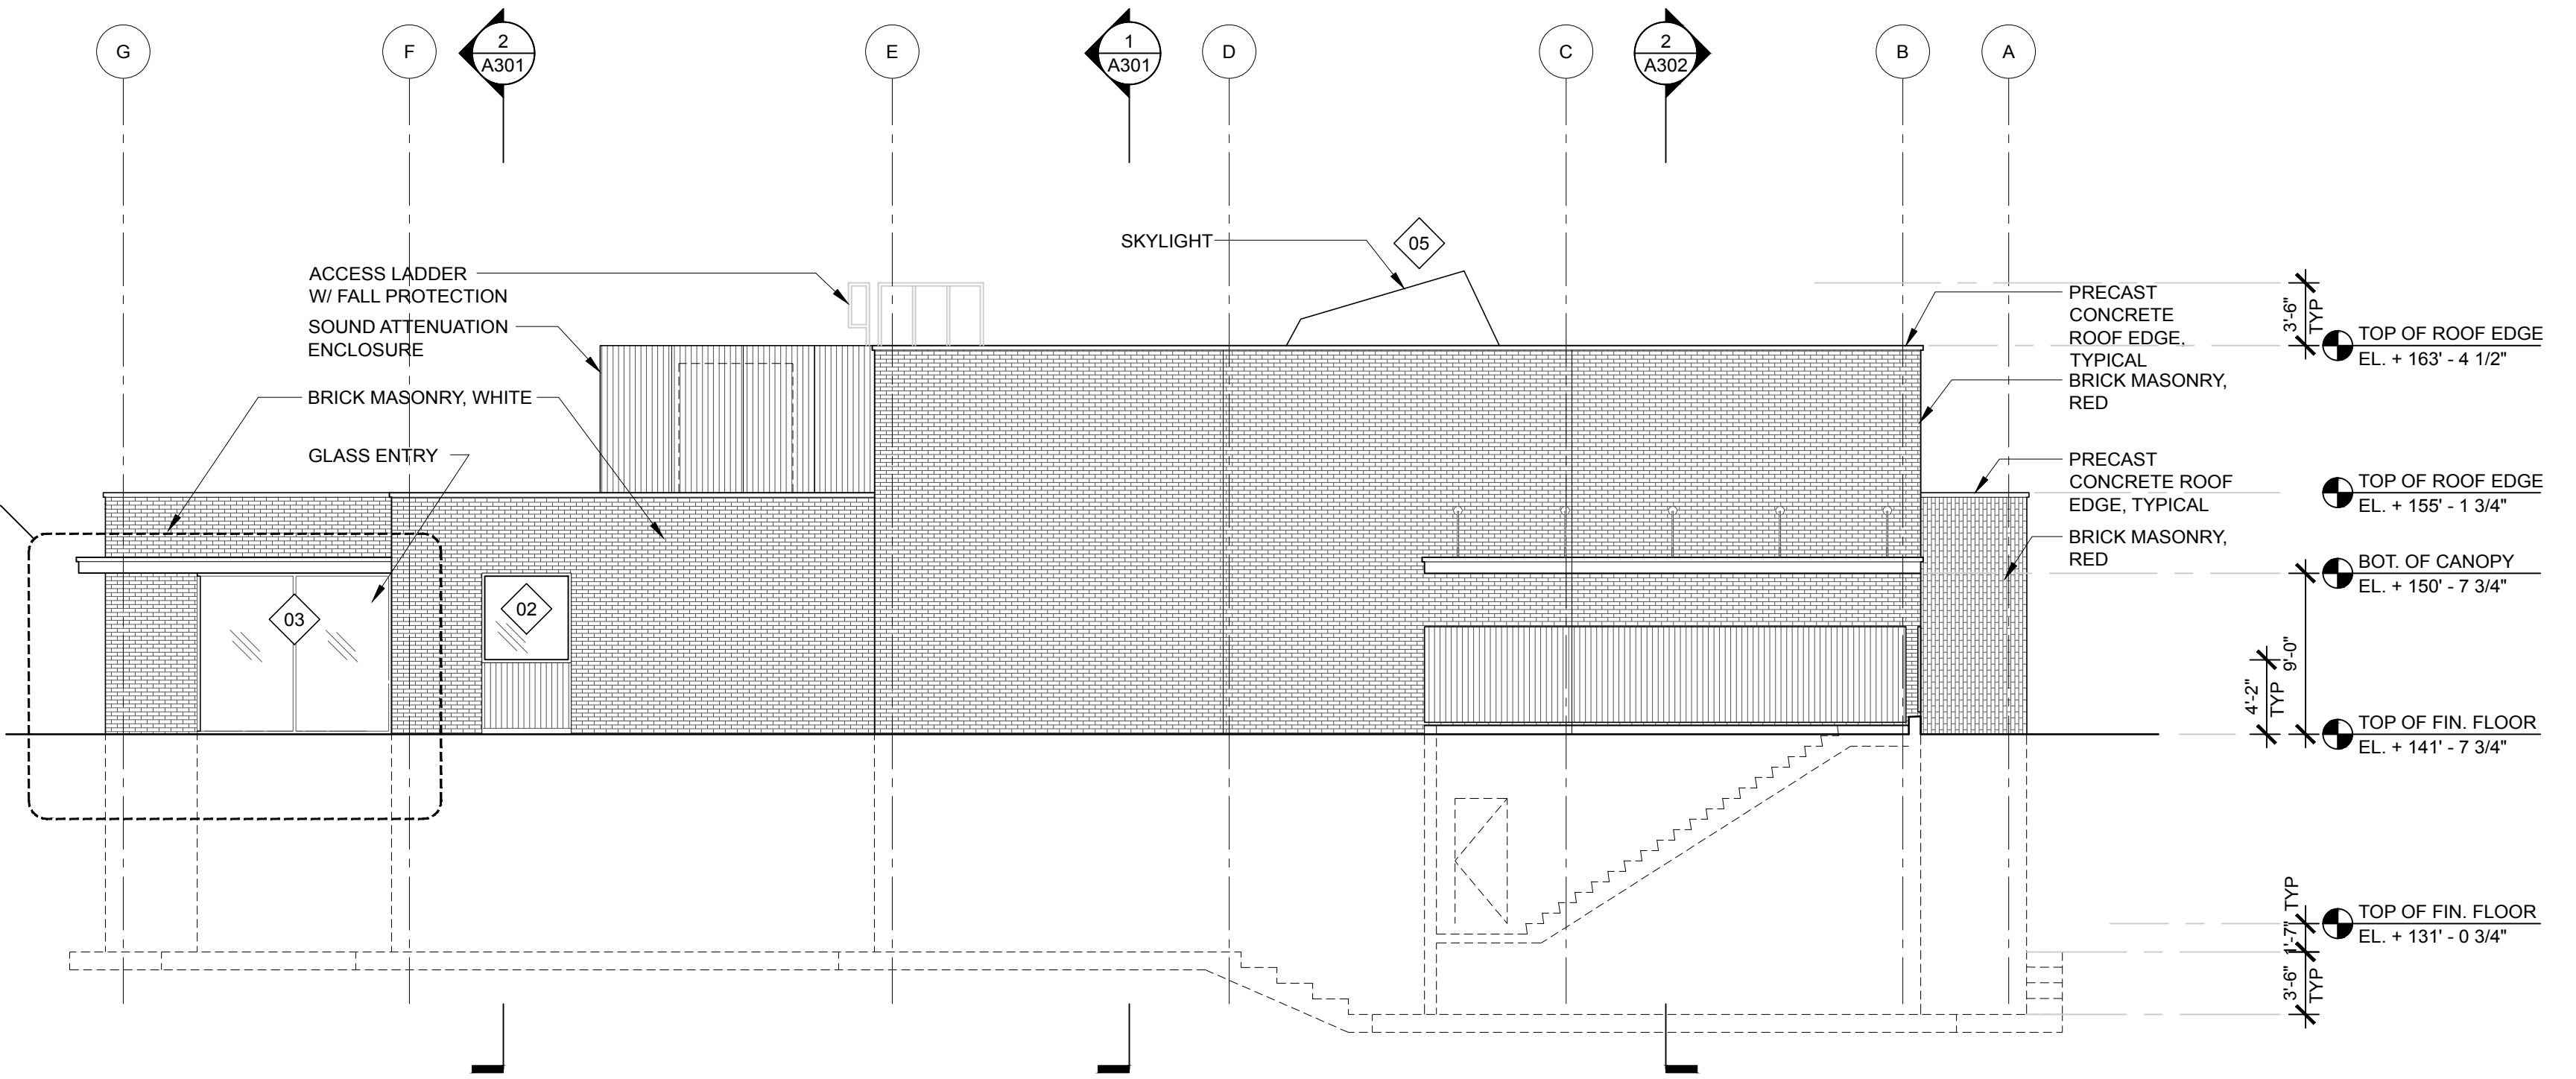 G
F
2
A301
E
1
A301
D
C
2
A302
B
A
SKYLIGHT
05
ACCESS LADDER
W/ FALL PROTECTION
SOUND ATTENUATION
ENCLOSURE
BRICK MASONRY, WHITE
GLASS ENTRY
03
02
PRECAST
CONCRETE
ROOF EDGE,
TYPICAL
BRICK MASONRY,
RED
PRECAST
CONCRETE ROOF
EDGE, TYPICAL
BRICK MASONRY,
RED
3'-6"
TYP
TOP OF ROOF EDGE
EL. + 163' - 4 1/2"
TOP OF ROOF EDGE
EL. + 155' - 1 3/4"
BOT. OF CANOPY
EL. + 150' - 7 3/4"
9'-0"
4'-2"
TYP
TOP OF FIN. FLOOR
EL. + 141' - 7 3/4"
1'-7" TYP
TOP OF FIN. FLOOR
EL. + 131' - 0 3/4"
3'-6"
TYP